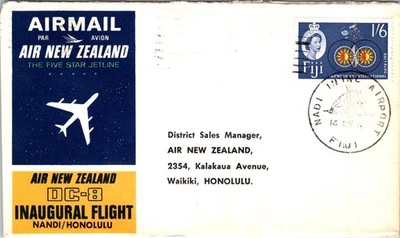 AIRMAIL
PAR AVION
AIR NEW ZEALAND
THE FIVE STAR JETLINE
AIR NEW ZEALAND
DC-8
INAUGURAL FLIGHT
NANDI/HONOLULU
1/6
Fiji
NADI INT'L AIRPORT
FIJI
District Sales Manager,
AIR NEW ZEALAND,
2354, Kalakaua Avenue,
Waikiki, HONOLULU.